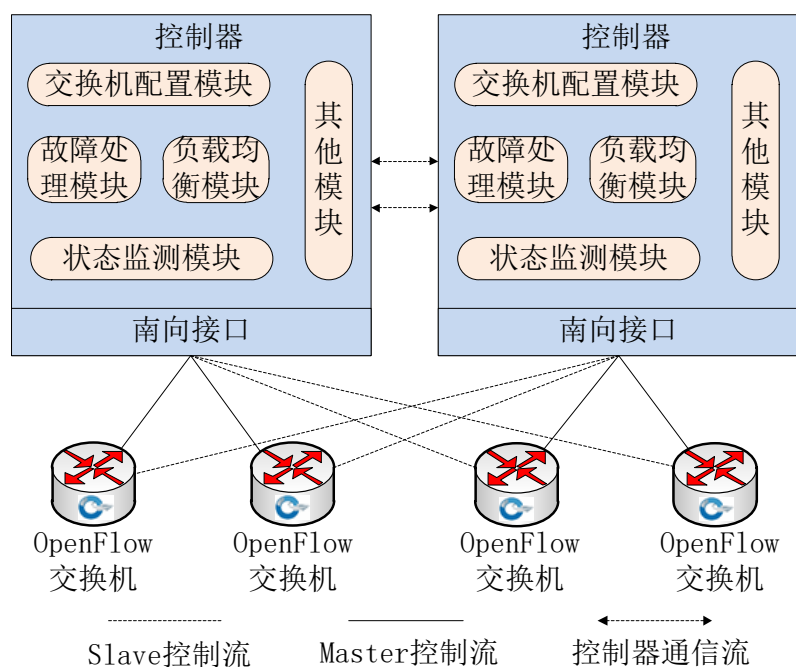 控制器
交换机配置模块
故障处
理模块
负载均
衡模块
状态监测模块
其
他
模
块
南向接口
控制器
交换机配置模块
故障处
理模块
负载均
衡模块
状态监测模块
其
他
模
块
南向接口
OpenFlow
交换机
OpenFlow
交换机
OpenFlow
交换机
OpenFlow
交换机
Slave控制流
Master控制流
控制器通信流